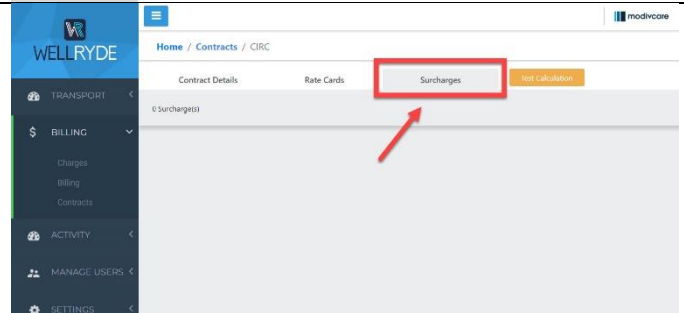 WR
WELLRYDE
modivcare
Home / Contracts / CIRC
Contract Details Rate Cards Surcharges Test Calculation
0 Surcharge(s)
TRANSPORT
$ BILLING
Charges
Billing
Contracts
ACTIVITY
MANAGE USERS
SETTINGS